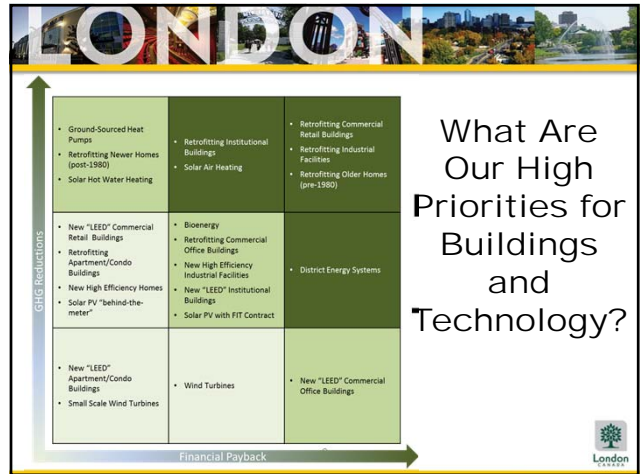 LONDON
• Ground-Sourced Heat
Pumps
• Retrofitting Newer Homes
(post-1980)
• Solar Hot Water Heating
• Retrofitting Institutional
Buildings
• Solar Air Heating
• Retrofitting Commercial
Retail Buildings
• Retrofitting Industrial
Facilities
• Retrofitting Older Homes
(pre-1980)
• New "LEED" Commercial
Retail Buildings
• Retrofitting
Apartment/Condo
Buildings
• New High Efficiency Homes
• Solar PV "behind-the-
meter"
• Bioenergy
• Retrofitting Commercial
Office Buildings
• New High Efficiency
Industrial Facilities
• New "LEED" Institutional
Buildings
• Solar PV with FIT Contract
• District Energy Systems
• New "LEED"
Apartment/Condo
Buildings
• Small Scale Wind Turbines
• Wind Turbines
• New "LEED" Commercial
Office Buildings
GHG Reductions
Financial Payback
What Are
Our High
Priorities for
Buildings
and
Technology?
London
CANADA